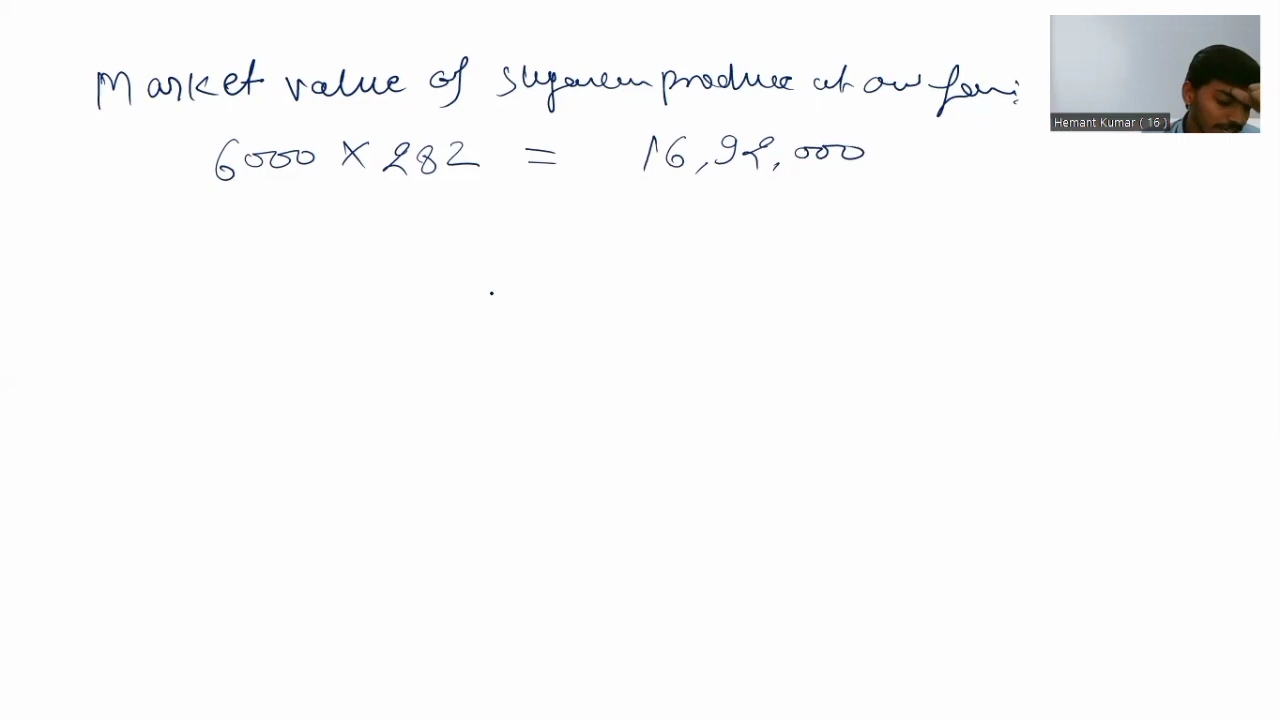 Market value of sugarcane produce at our farm
6000 × 282 = 16,92,000
Hemant Kumar ( 16 )